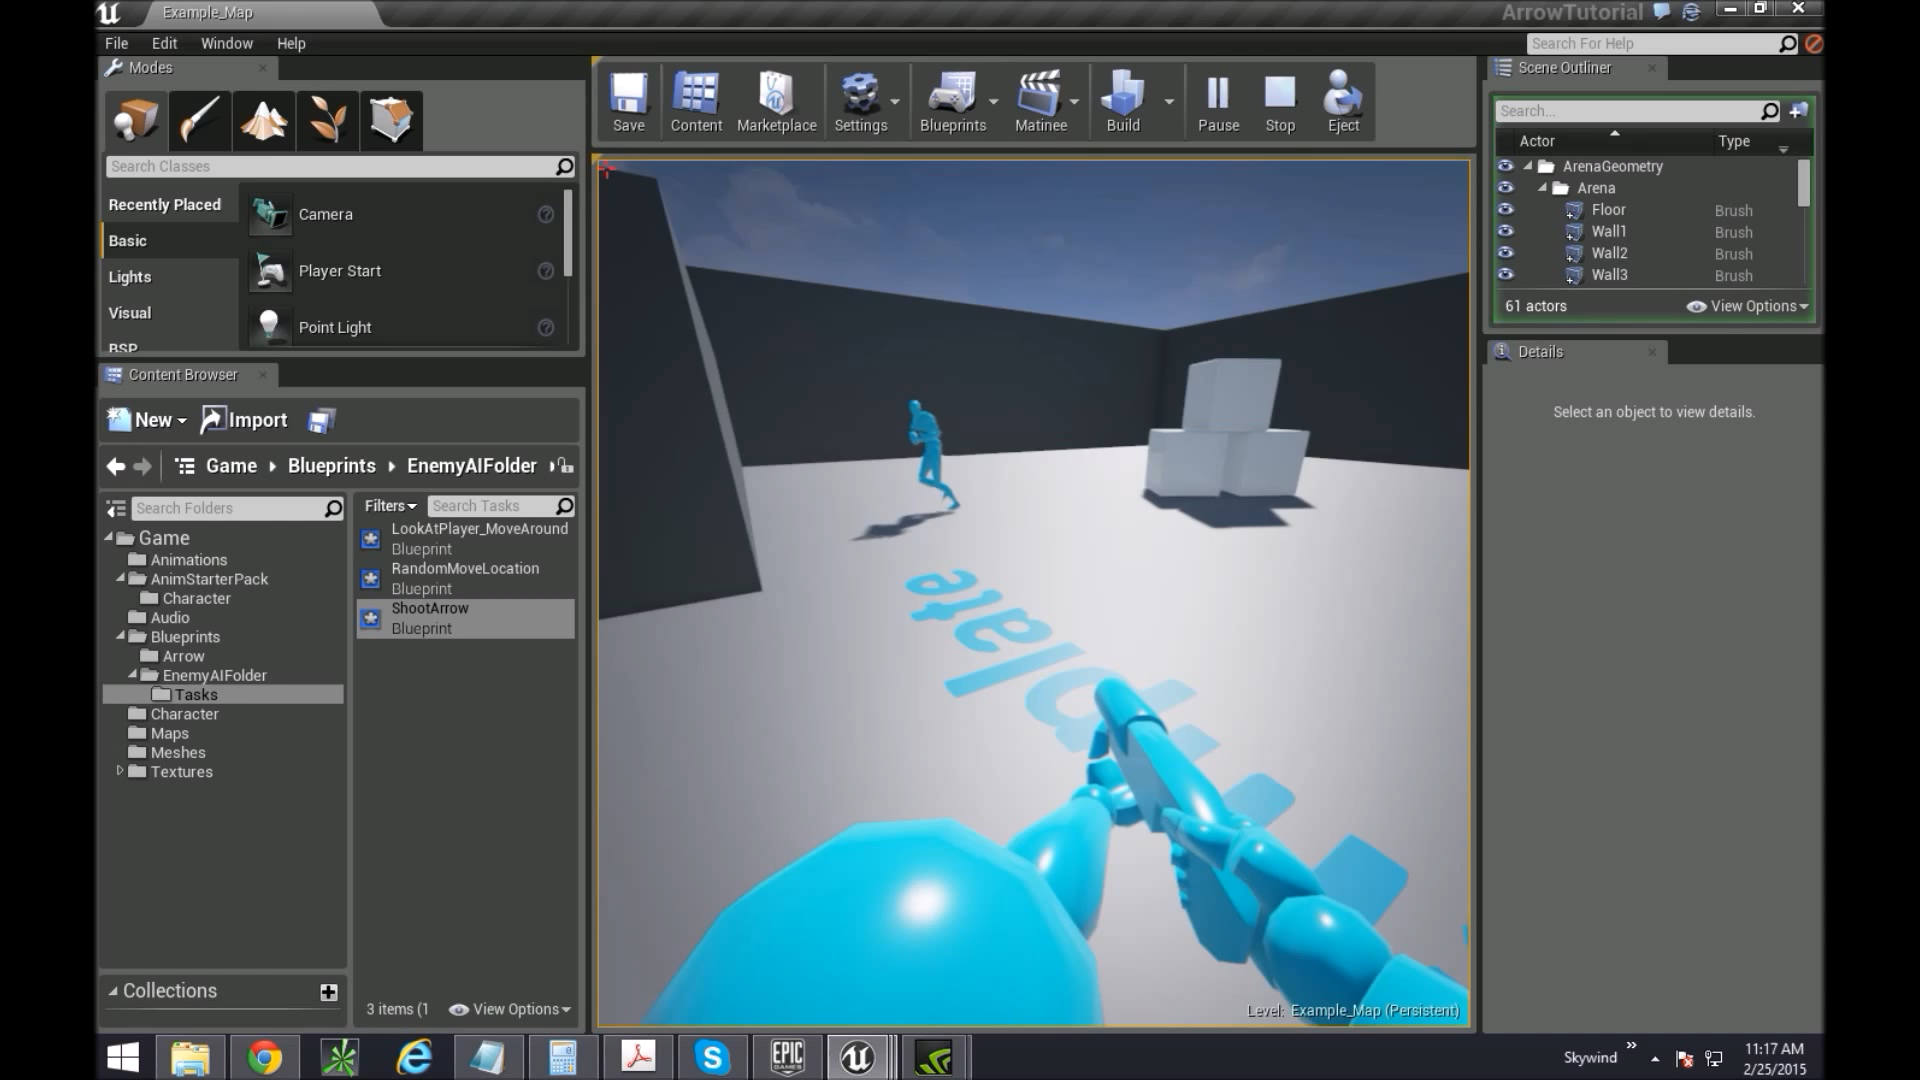 Example_Map
ArrowTutorial
File Edit Window Help
Search For Help
Modes
Search Classes
Recently Placed
Basic
Lights
Visual
BSP
Camera
Player Start
Point Light
Save
Content
Marketplace
Settings
Blueprints
Matinee
Build
Pause
Stop
Eject
Scene Outliner
Search...
Actor Type
ArenaGeometry
Arena
Floor Brush
Wall1 Brush
Wall2 Brush
Wall3 Brush
61 actors View Options
Details
Select an object to view details.
Content Browser
New Import
Game Blueprints EnemyAIFolder
Search Folders
Game
Animations
AnimStarterPack
Character
Audio
Blueprints
Arrow
EnemyAIFolder
Tasks
Character
Maps
Meshes
Textures
Collections
Filters Search Tasks
LookAtPlayer_MoveAround
Blueprint
RandomMoveLocation
Blueprint
ShootArrow
Blueprint
3 items (1 View Options
plate
Level: Example_Map (Persistent)
EPIC
GAMES
Skywind
11:17 AM
2/25/2015